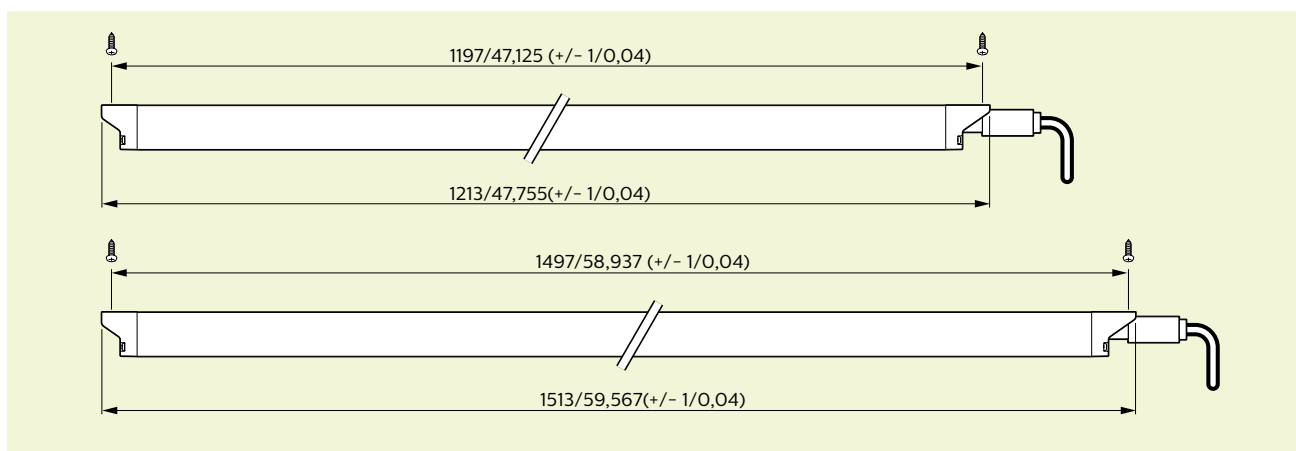 1197/47,125 (+/- 1/0,04)
1213/47,755(+/- 1/0,04)
1497/58,937 (+/- 1/0,04)
1513/59,567(+/- 1/0,04)